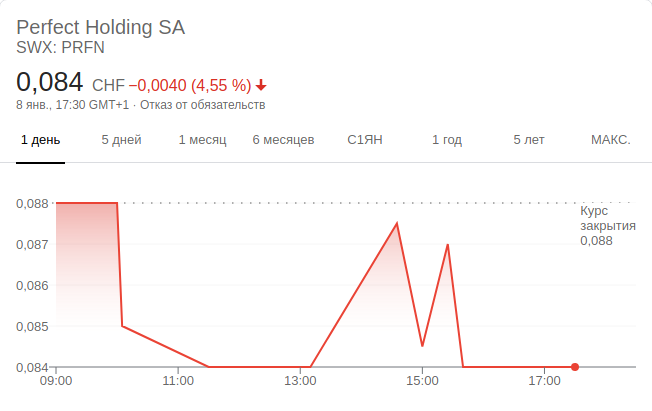 Perfect Holding SA
SWX: PRFN
0,084 CHF −0,0040 (4,55 %)
8 янв., 17:30 GMT+1 · Отказ от обязательств
1 день 5 дней 1 месяц 6 месяцев С1ЯН 1 год 5 лет МАКС.
0,088
Курс
закрытия
0,088
0,087
0,086
0,085
0,084
09:00 11:00 13:00 15:00 17:00